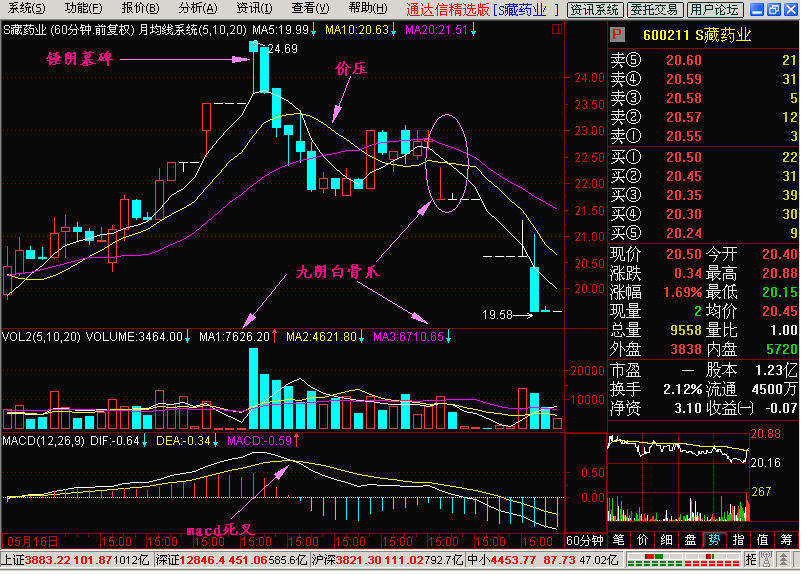 系统(S) 功能(F) 报价(B) 分析(A) 资讯(I) 查看(V) 帮助(H) 通达信精选版 [S藏药业 ] 资讯系统 委托交易 用户论坛
S藏药业 (60分钟.前复权) 月均线系统(5,10,20) MA5:19.99↓ MA10:20.63↓ MA20:21.51↓
P 600211 S藏药业
24.69
锤阴墓碑
价压
九阴白骨爪
19.58
24.00
23.50
23.00
22.50
22.00
21.50
21.00
20.50
20.00
卖⑤ 20.60 21
卖④ 20.59 31
卖③ 20.58 5
卖② 20.57 12
卖① 20.55 3
买① 20.50 22
买② 20.45 31
买③ 20.35 39
买④ 20.30 30
买⑤ 20.24 9
现价 20.50 今开 20.40
涨跌 0.34 最高 20.88
涨幅 1.69% 最低 20.15
现量 2 均价 20.45
总量 9558 量比 1.00
外盘 3838 内盘 5720
市盈 — 股本 1.23亿
换手 2.12% 流通 4500万
净资 3.10 收益㈠ -0.07
VOL2(5,10,20) VOLUME:3464.00↓ MA1:7626.20↑ MA2:4621.80↓ MA3:6710.65↓
20000
10000
MACD(12,26,9) DIF:-0.64↓ DEA:-0.34↓ MACD:-0.59↑
0.50
0.00
macd死叉
20.88
20.16
267
05月16日 15:00 15:00 15:00 15:00 15:00 15:00 15:00 15:00 15:00 60分钟
笔 价 细 盘 势 指 值 筹
上证3883.22 101.87 1012亿 深证12846.4 451.06 585.6亿 沪深3821.30 111.02 792.7亿 中小4453.77 87.73 47.02亿